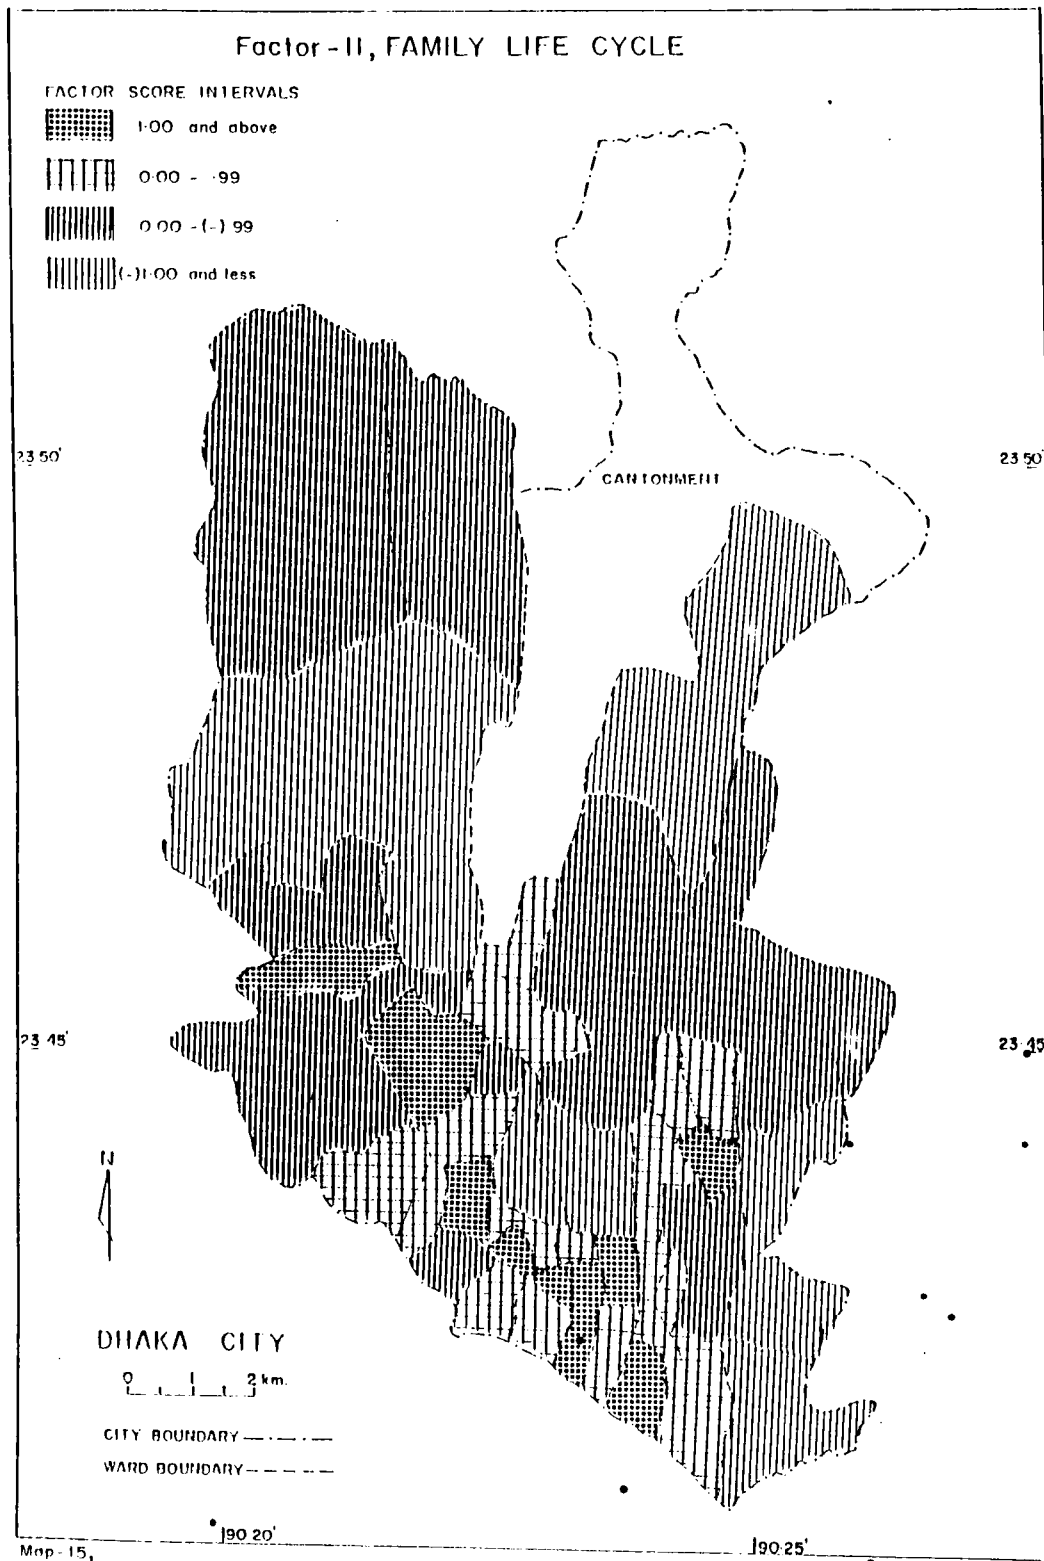 Factor-II, FAMILY LIFE CYCLE
FACTOR SCORE INTERVALS
1·00 and above
0·00 - ·99
0·00 -(-) 99
(-)1·00 and less
23 50'
23 50'
CANTONMENT
23 45'
23·45
N
DHAKA CITY
0 1 2 km.
CITY BOUNDARY
WARD BOUNDARY
90 20'
90·25'
Map-15,